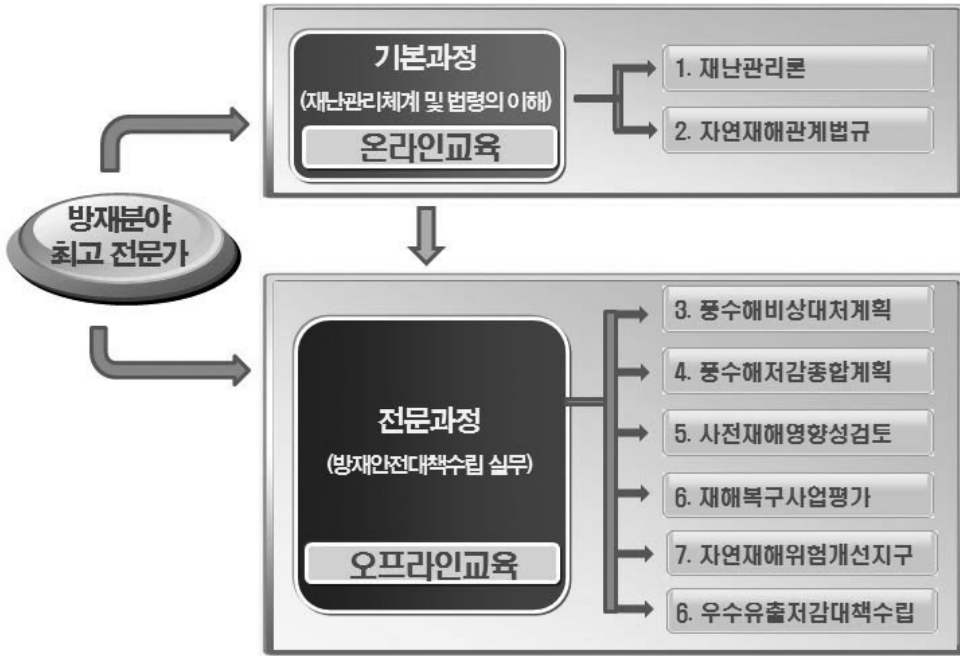 방재분야
최고 전문가
기본과정
(재난관리체계 및 법령의 이해)
온라인교육
1. 재난관리론
2. 자연재해관계법규
전문과정
(방재안전대책수립 실무)
오프라인교육
3. 풍수해비상대처계획
4. 풍수해저감종합계획
5. 사전재해영향성검토
6. 재해복구사업평가
7. 자연재해위험개선지구
6. 우수유출저감대책수립